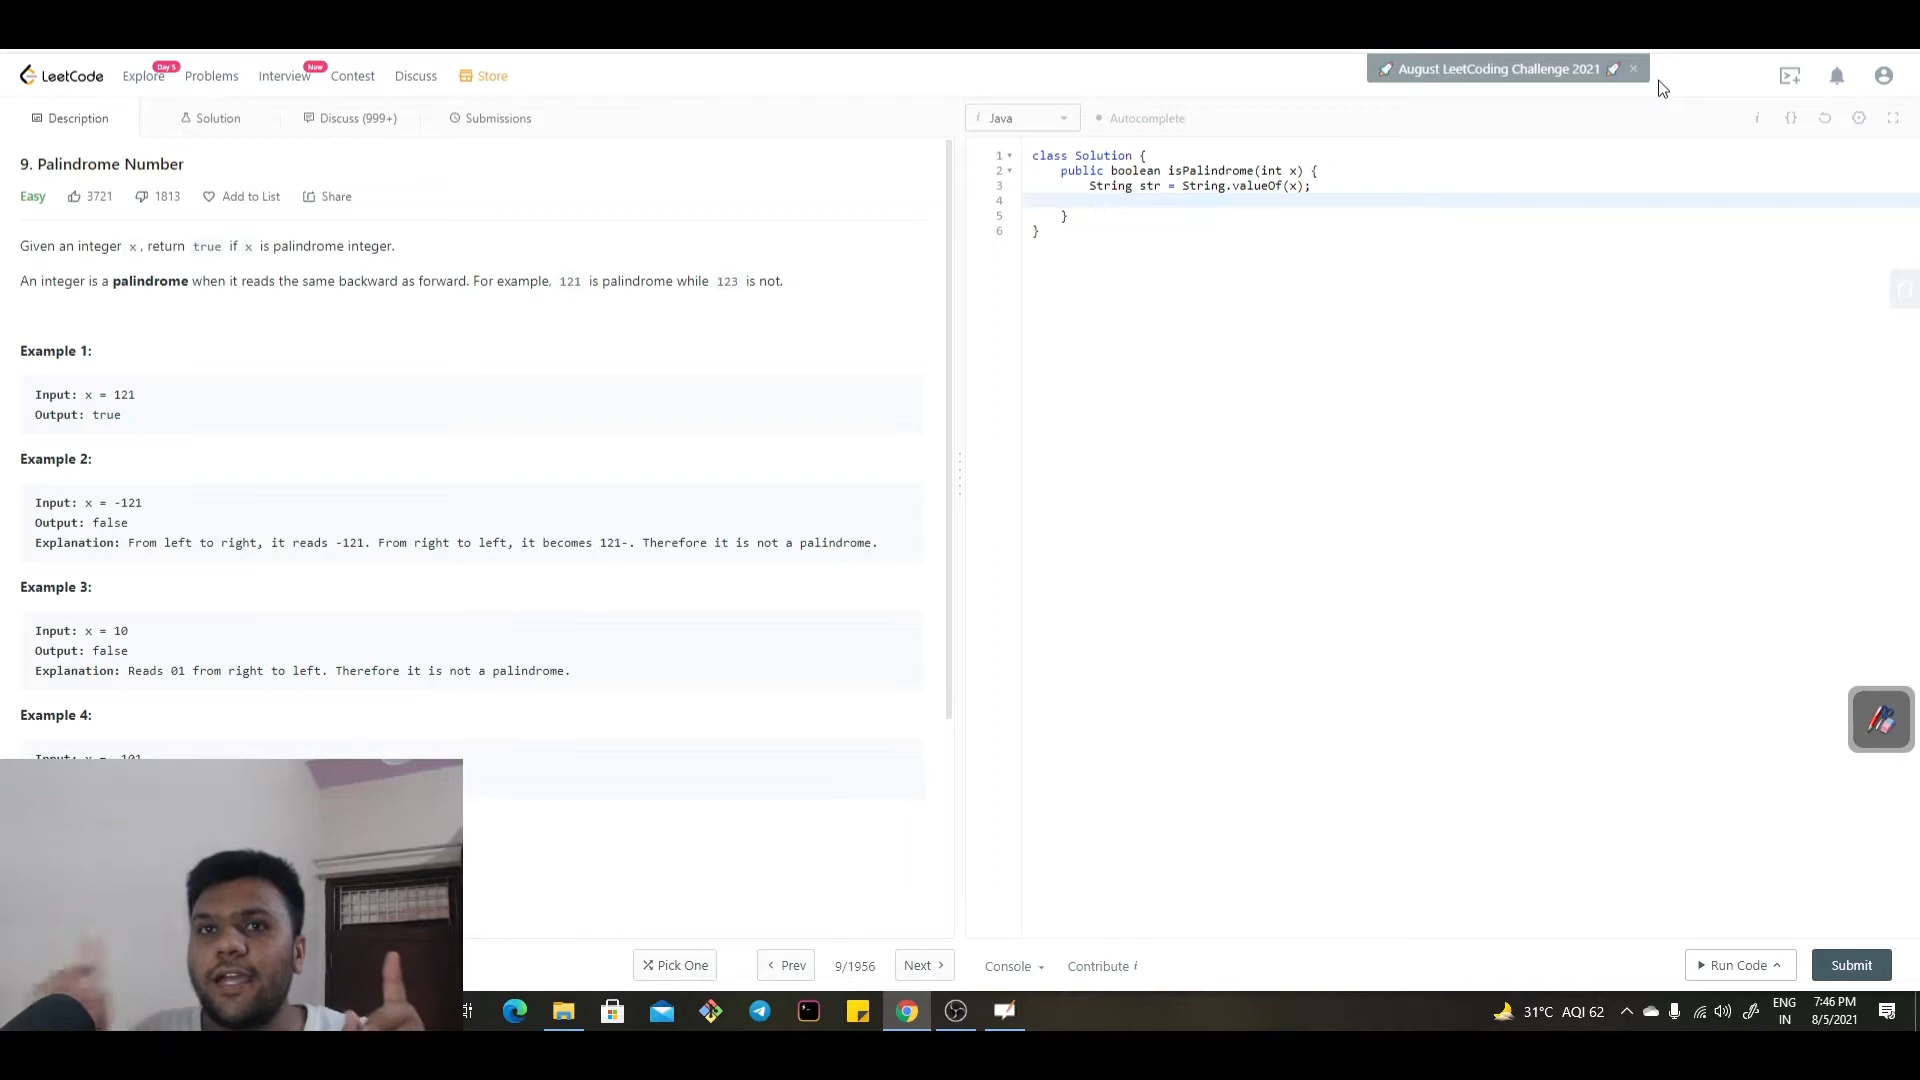 LeetCode Explore Day 5 Problems Interview New Contest Discuss Store
August LeetCoding Challenge 2021 ×
Description Solution Discuss (999+) Submissions
9. Palindrome Number
Easy 3721 1813 Add to List Share
Given an integer x, return true if x is palindrome integer.
An integer is a palindrome when it reads the same backward as forward. For example, 121 is palindrome while 123 is not.
Example 1:
Input: x = 121
Output: true
Example 2:
Input: x = -121
Output: false
Explanation: From left to right, it reads -121. From right to left, it becomes 121-. Therefore it is not a palindrome.
Example 3:
Input: x = 10
Output: false
Explanation: Reads 01 from right to left. Therefore it is not a palindrome.
Example 4:
i Java Autocomplete
1 class Solution {
2 public boolean isPalindrome(int x) {
3 String str = String.valueOf(x);
4
5 }
6 }
Pick One < Prev 9/1956 Next > Console Contribute i Run Code Submit
31°C AQI 62 ENG IN 7:46 PM 8/5/2021